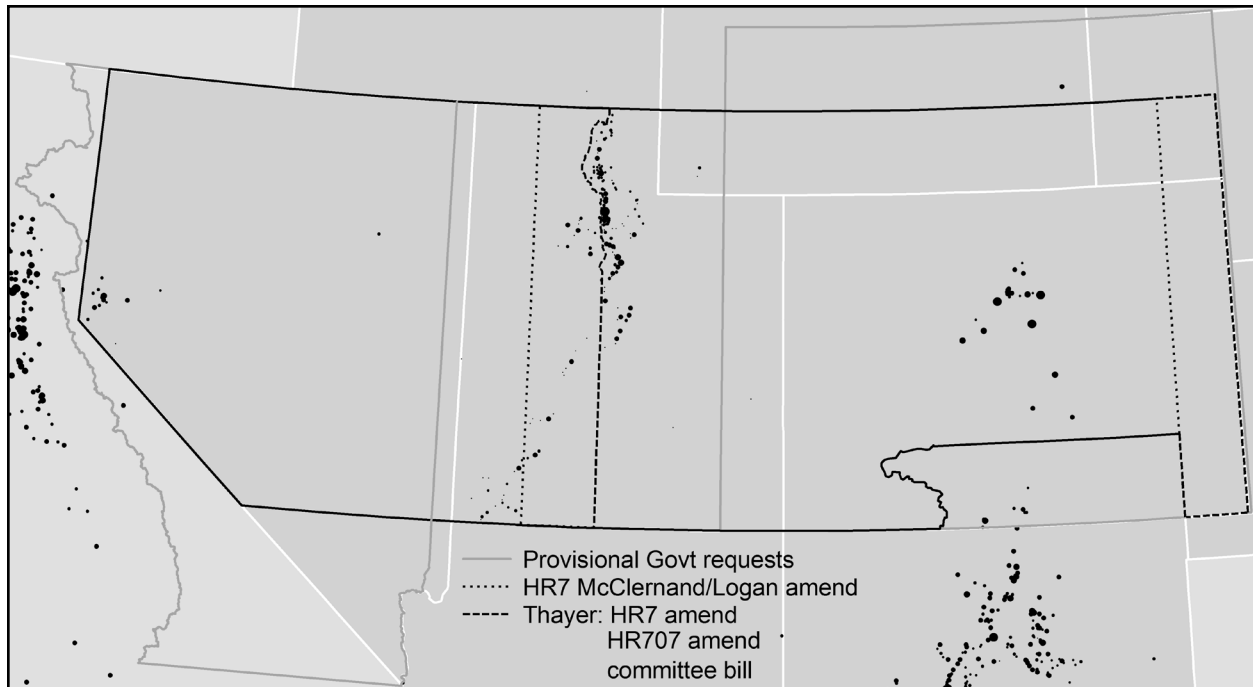 Provisional Govt requests
HR7 McClernand/Logan amend
Thayer: HR7 amend
HR707 amend
committee bill